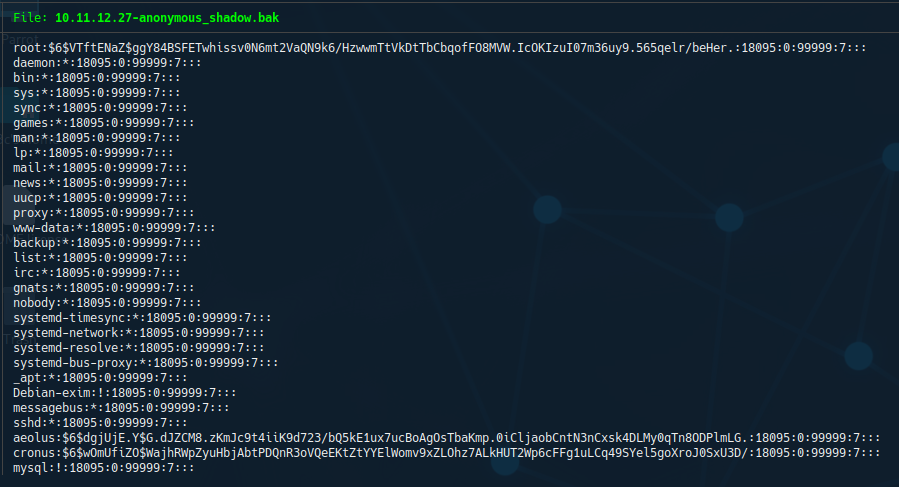 File: 10.11.12.27-anonymous_shadow.bak
root:$6$VTftENaZ$ggY84BSFETwhissv0N6mt2VaQN9k6/HzwwmTtVkDtTbCbqofFO8MVW.IcOKIzuI07m36uy9.565qelr/beHer.:18095:0:99999:7:::
daemon:*:18095:0:99999:7:::
bin:*:18095:0:99999:7:::
sys:*:18095:0:99999:7:::
sync:*:18095:0:99999:7:::
games:*:18095:0:99999:7:::
man:*:18095:0:99999:7:::
lp:*:18095:0:99999:7:::
mail:*:18095:0:99999:7:::
news:*:18095:0:99999:7:::
uucp:*:18095:0:99999:7:::
proxy:*:18095:0:99999:7:::
www-data:*:18095:0:99999:7:::
backup:*:18095:0:99999:7:::
list:*:18095:0:99999:7:::
irc:*:18095:0:99999:7:::
gnats:*:18095:0:99999:7:::
nobody:*:18095:0:99999:7:::
systemd-timesync:*:18095:0:99999:7:::
systemd-network:*:18095:0:99999:7:::
systemd-resolve:*:18095:0:99999:7:::
systemd-bus-proxy:*:18095:0:99999:7:::
_apt:*:18095:0:99999:7:::
Debian-exim:!:18095:0:99999:7:::
messagebus:*:18095:0:99999:7:::
sshd:*:18095:0:99999:7:::
aeolus:$6$dgjUjE.Y$G.dJZCM8.zKmJc9t4iiK9d723/bQ5kE1ux7ucBoAgOsTbaKmp.0iCljaobCntN3nCxsk4DLMy0qTn8ODPlmLG.:18095:0:99999:7:::
cronus:$6$wOmUfiZO$WajhRWpZyuHbjAbtPDQnR3oVQeEKtZtYYElWomv9xZLOhz7ALkHUT2Wp6cFFg1uLCq49SYel5goXroJ0SxU3D/:18095:0:99999:7:::
mysql:!:18095:0:99999:7:::